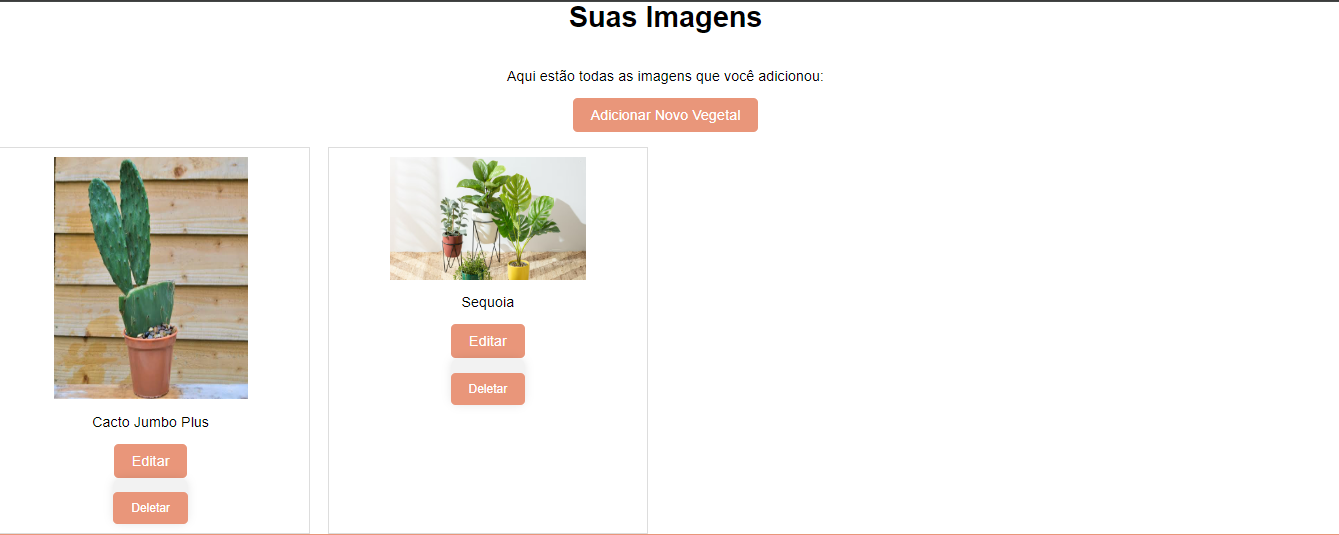 Suas Imagens
Aqui estão todas as imagens que você adicionou:
Adicionar Novo Vegetal
Cacto Jumbo Plus
Editar
Deletar
Sequoia
Editar
Deletar